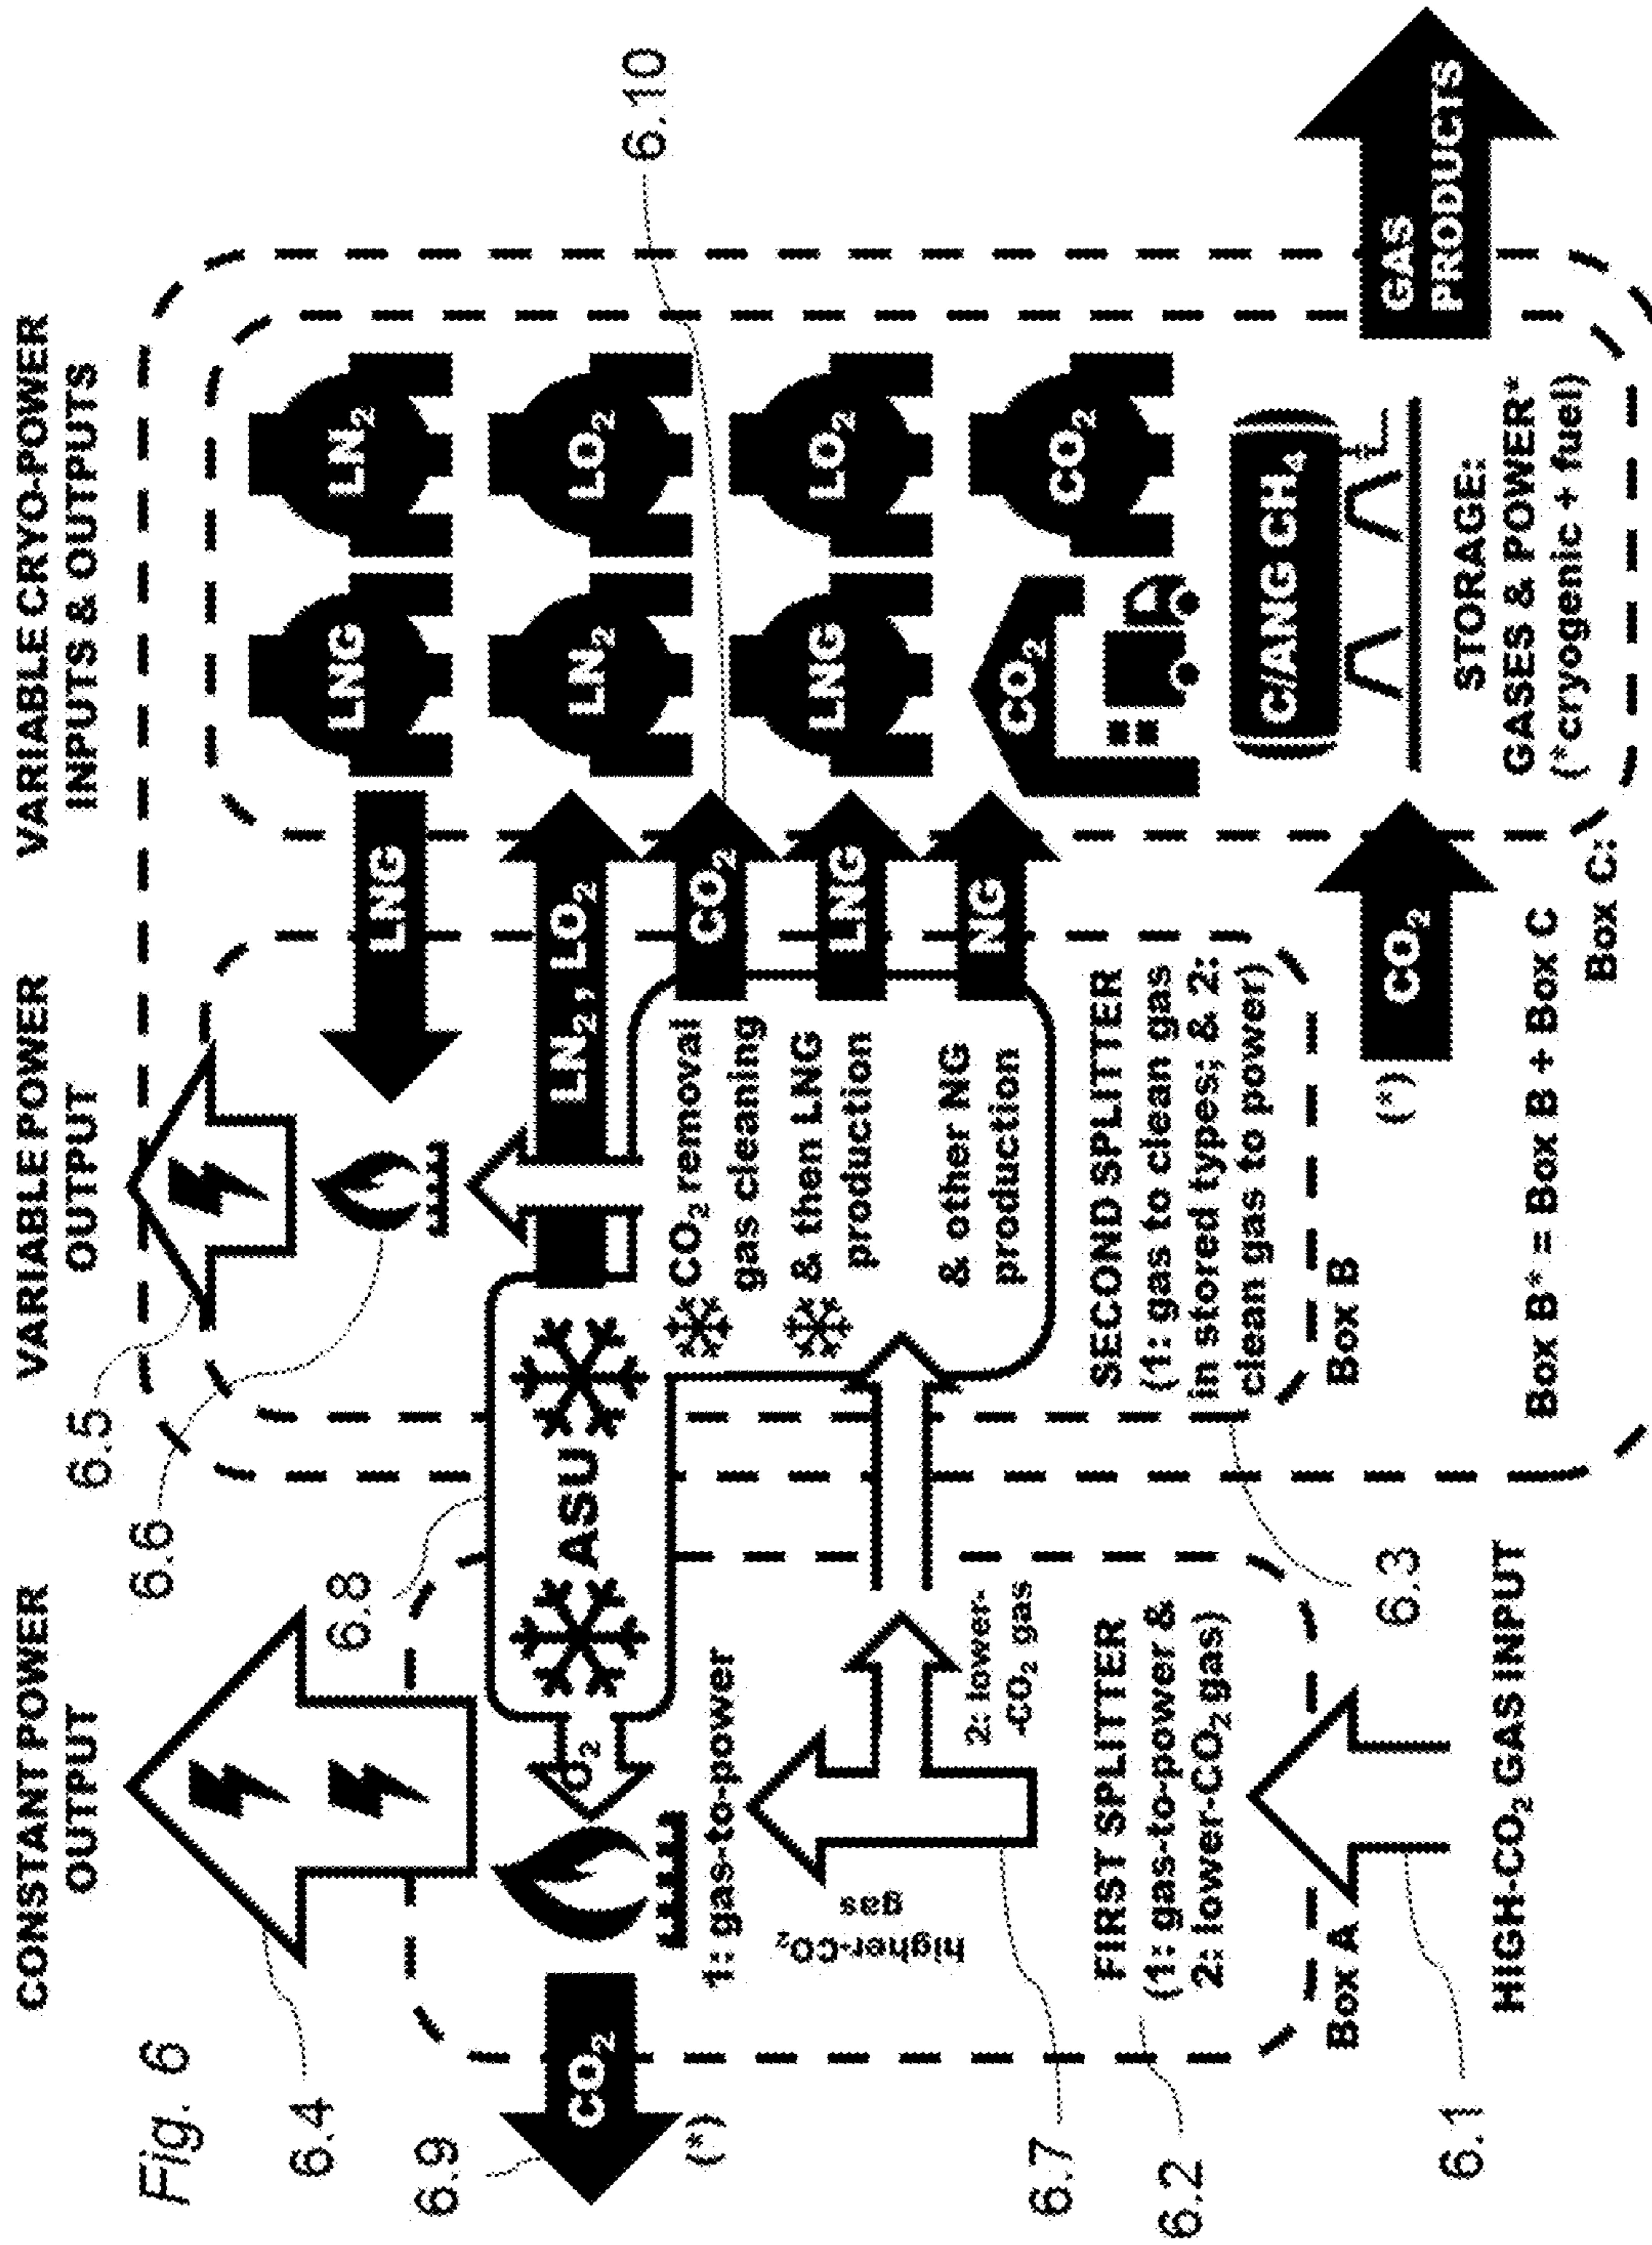 Fig. 6
CONSTANT POWER
OUTPUT
VARIABLE POWER
OUTPUT
VARIABLE CRYO-POWER
INPUTS & OUTPUTS
6.4
6.5
6.6
6.8
6.9
6.10
CO₂
(*)
O₂
ASU
1: gas-to-power
higher-CO₂
gas
2: lower-
-CO₂ gas
6.7
FIRST SPLITTER
(1: gas-to-power &
2: lower-CO₂ gas)
6.2
Box A
6.1
HIGH-CO₂ GAS INPUT
6.3
LNG
LN₂, LO₂
CO₂ removal
gas cleaning
& then LNG
production
& other NG
production
CO₂
LNG
NG
SECOND SPLITTER
(1: gas to clean gas
in stored types; & 2:
clean gas to power)
Box B
(*)
CO₂
Box B* = Box B + Box C
Box C:
LNG
LN₂
LN₂
LO₂
LNG
LO₂
CO₂
CO₂
C/ANG CH₄
STORAGE:
GASES & POWER*
(*cryogenic + fuel)
GAS
PRODUCTS